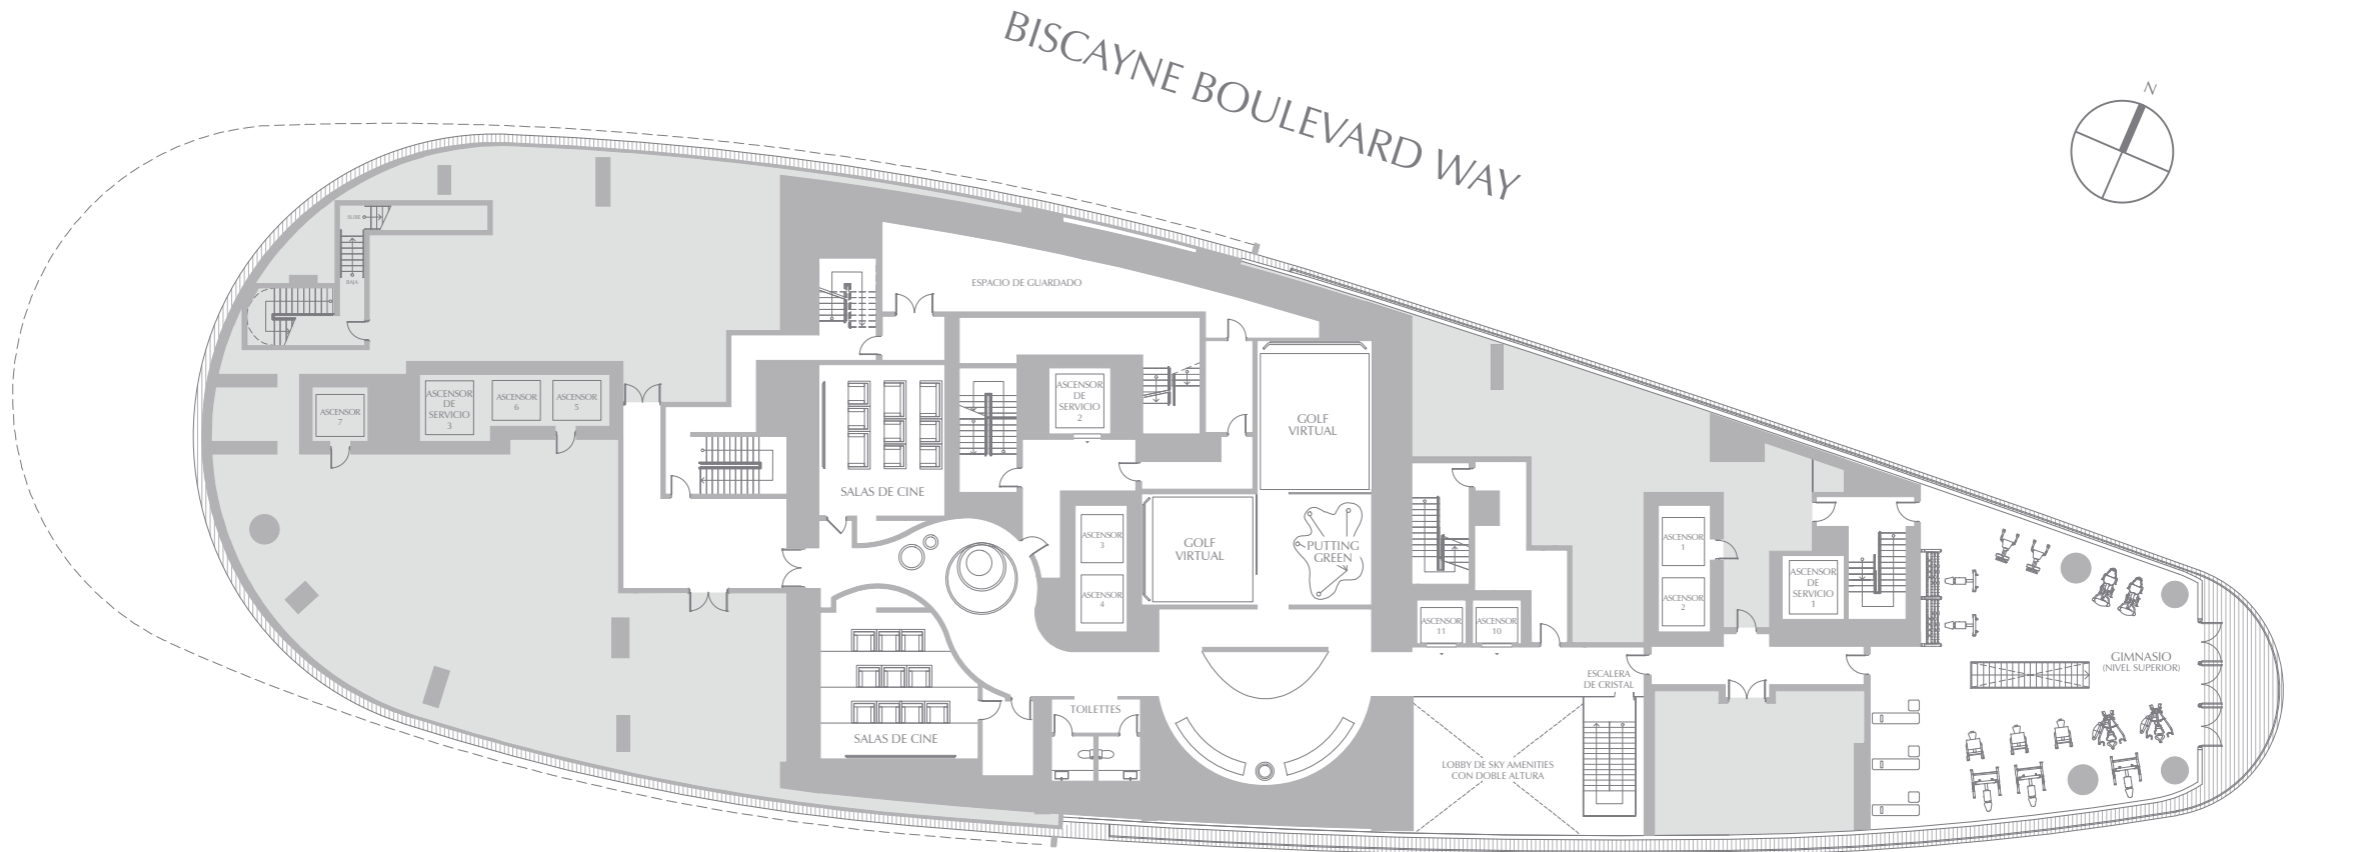 BISCAYNE BOULEVARD WAY
N
SUBE
BAJA
ESPACIO DE GUARDADO
ASCENSOR
7
ASCENSOR
DE
SERVICIO
3
ASCENSOR
6
ASCENSOR
5
SALAS DE CINE
ASCENSOR
DE
SERVICIO
2
GOLF
VIRTUAL
ASCENSOR
3
ASCENSOR
4
GOLF
VIRTUAL
PUTTING
GREEN
ASCENSOR
11
ASCENSOR
10
ASCENSOR
1
ASCENSOR
2
ASCENSOR
DE
SERVICIO
1
GIMNASIO
(NIVEL SUPERIOR)
ESCALERA
DE CRISTAL
TOILETTES
SALAS DE CINE
LOBBY DE SKY AMENITIES
CON DOBLE ALTURA